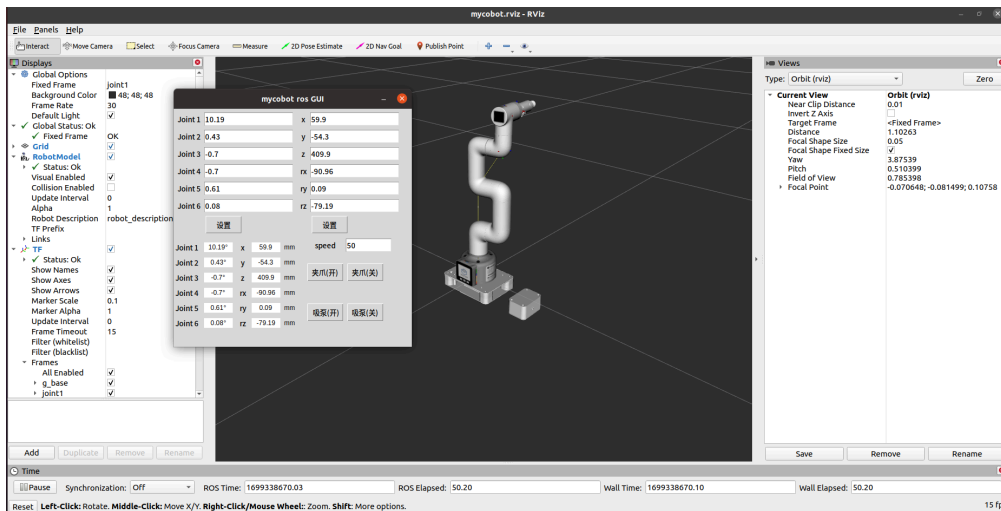 mycobot.rviz - RViz
File Panels Help
Interact Move Camera Select Focus Camera Measure 2D Pose Estimate 2D Nav Goal Publish Point
Displays
Global Options
Fixed Frame joint1
Background Color 48; 48; 48
Frame Rate 30
Default Light
Global Status: Ok
Fixed Frame OK
Grid
RobotModel
Status: Ok
Visual Enabled
Collision Enabled
Update Interval 0
Alpha 1
Robot Description robot_description
TF Prefix
Links
TF
Status: Ok
Show Names
Show Axes
Show Arrows
Marker Scale 0.1
Marker Alpha 1
Update Interval 0
Frame Timeout 15
Filter (whitelist)
Filter (blacklist)
Frames
All Enabled
g_base
joint1
Add Duplicate Remove Rename
mycobot ros GUI
Joint 1 10.19 x 59.9
Joint 2 0.43 y -54.3
Joint 3 -0.7 z 409.9
Joint 4 -0.7 rx -90.96
Joint 5 0.61 ry 0.09
Joint 6 0.08 rz -79.19
设置 设置
Joint 1 10.19° x 59.9 mm speed 50
Joint 2 0.43° y -54.3 mm
Joint 3 -0.7° z 409.9 mm 夹爪(开) 夹爪(关)
Joint 4 -0.7° rx -90.96 mm
Joint 5 0.61° ry 0.09 mm 吸泵(开) 吸泵(关)
Joint 6 0.08° rz -79.19 mm
Views
Type: Orbit (rviz) Zero
Current View Orbit (rviz)
Near Clip Distance 0.01
Invert Z Axis
Target Frame <Fixed Frame>
Distance 1.10263
Focal Shape Size 0.05
Focal Shape Fixed Size
Yaw 3.87539
Pitch 0.510399
Field of View 0.785398
Focal Point -0.070648; -0.081499; 0.10758
Save Remove Rename
Time
Pause Synchronization: Off ROS Time: 1699338670.03 ROS Elapsed: 50.20 Wall Time: 1699338670.10 Wall Elapsed: 50.20
Reset Left-Click: Rotate. Middle-Click: Move X/Y. Right-Click/Mouse Wheel:: Zoom. Shift: More options. 15 fp